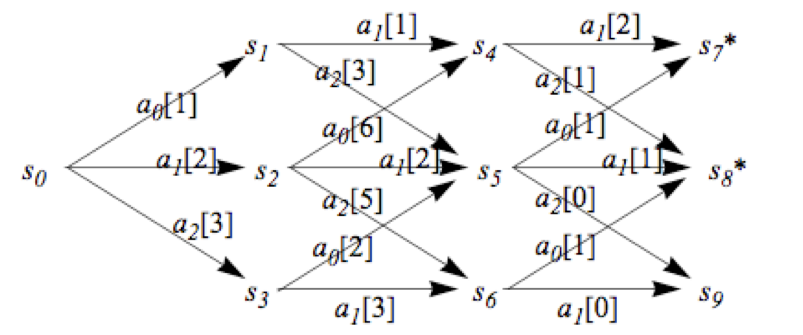 s1 a1[1] s4 a1[2] s7*
a2[3] a2[1]
a0[1] a0[6] a0[1]
s0 a1[2] s2 a1[2] s5 a1[1] s8*
a2[3] a2[5] a2[0]
a0[2] a0[1]
s3 a1[3] s6 a1[0] s9